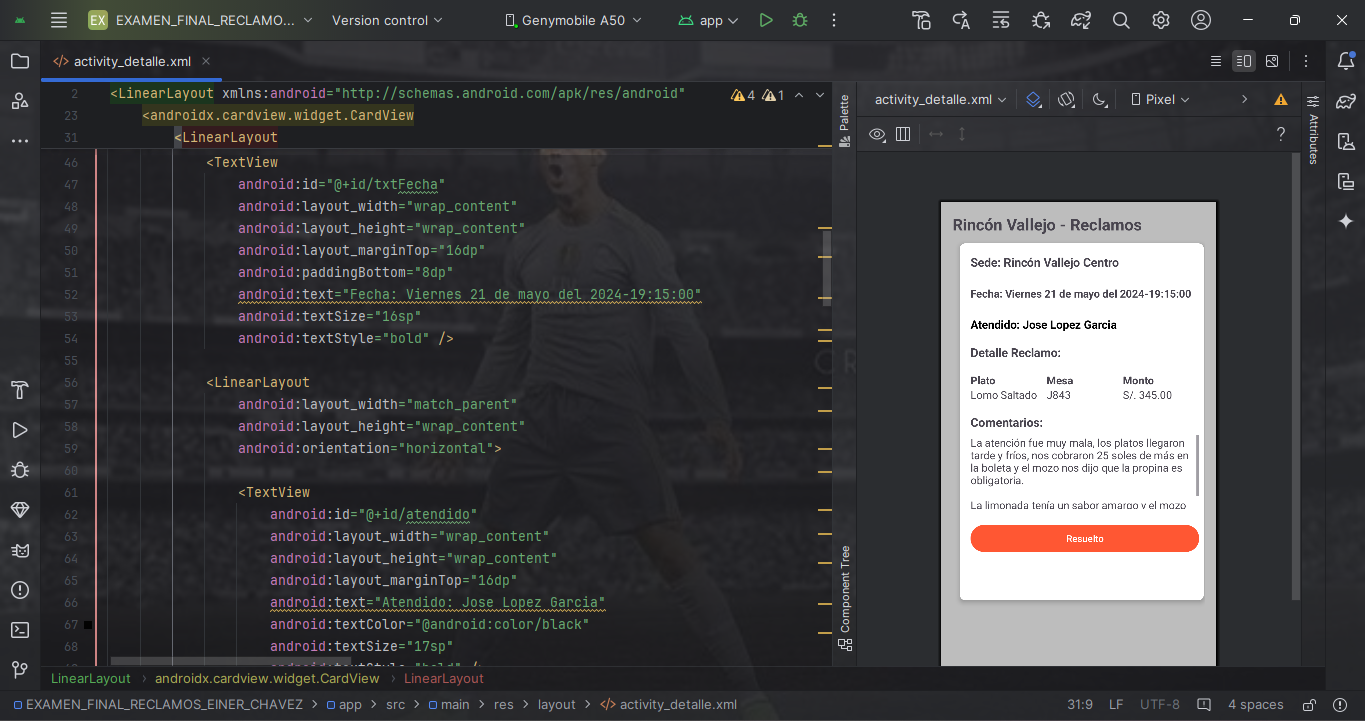 EX EXAMEN_FINAL_RECLAMO... Version control Genymobile A50 app
activity_detalle.xml
2 <LinearLayout xmlns:android="http://schemas.android.com/apk/res/android" 4 1
23 <androidx.cardview.widget.CardView
31 <LinearLayout
46 <TextView
47 android:id="@+id/txtFecha"
48 android:layout_width="wrap_content"
49 android:layout_height="wrap_content"
50 android:layout_marginTop="16dp"
51 android:paddingBottom="8dp"
52 android:text="Fecha: Viernes 21 de mayo del 2024-19:15:00"
53 android:textSize="16sp"
54 android:textStyle="bold" />
55
56 <LinearLayout
57 android:layout_width="match_parent"
58 android:layout_height="wrap_content"
59 android:orientation="horizontal">
60
61 <TextView
62 android:id="@+id/atendido"
63 android:layout_width="wrap_content"
64 android:layout_height="wrap_content"
65 android:layout_marginTop="16dp"
66 android:text="Atendido: Jose Lopez Garcia"
67 android:textColor="@android:color/black"
68 android:textSize="17sp"
Palette
Component Tree
activity_detalle.xml Pixel
?
Attributes
Rincón Vallejo - Reclamos
Sede: Rincón Vallejo Centro
Fecha: Viernes 21 de mayo del 2024-19:15:00
Atendido: Jose Lopez Garcia
Detalle Reclamo:
Plato Mesa Monto
Lomo Saltado J843 S/. 345.00
Comentarios:
La atención fue muy mala, los platos llegaron
tarde y fríos, nos cobraron 25 soles de más en
la boleta y el mozo nos dijo que la propina es
obligatoria.
La limonada tenía un sabor amargo y el mozo
Resuelto
LinearLayout > androidx.cardview.widget.CardView > LinearLayout
EXAMEN_FINAL_RECLAMOS_EINER_CHAVEZ > app > src > main > res > layout > activity_detalle.xml 31:9 LF UTF-8 4 spaces